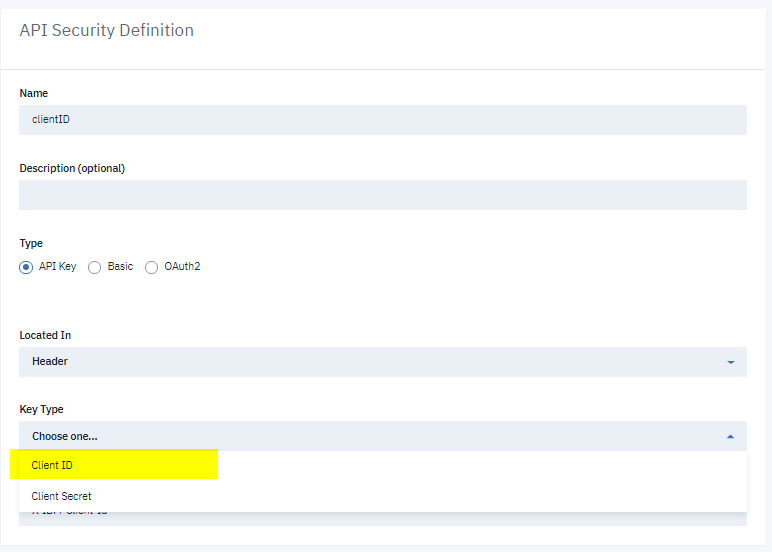 API Security Definition
Name
clientID
Description (optional)
Type
API Key Basic OAuth2
Located In
Header
Key Type
Choose one...
Client ID
Client Secret